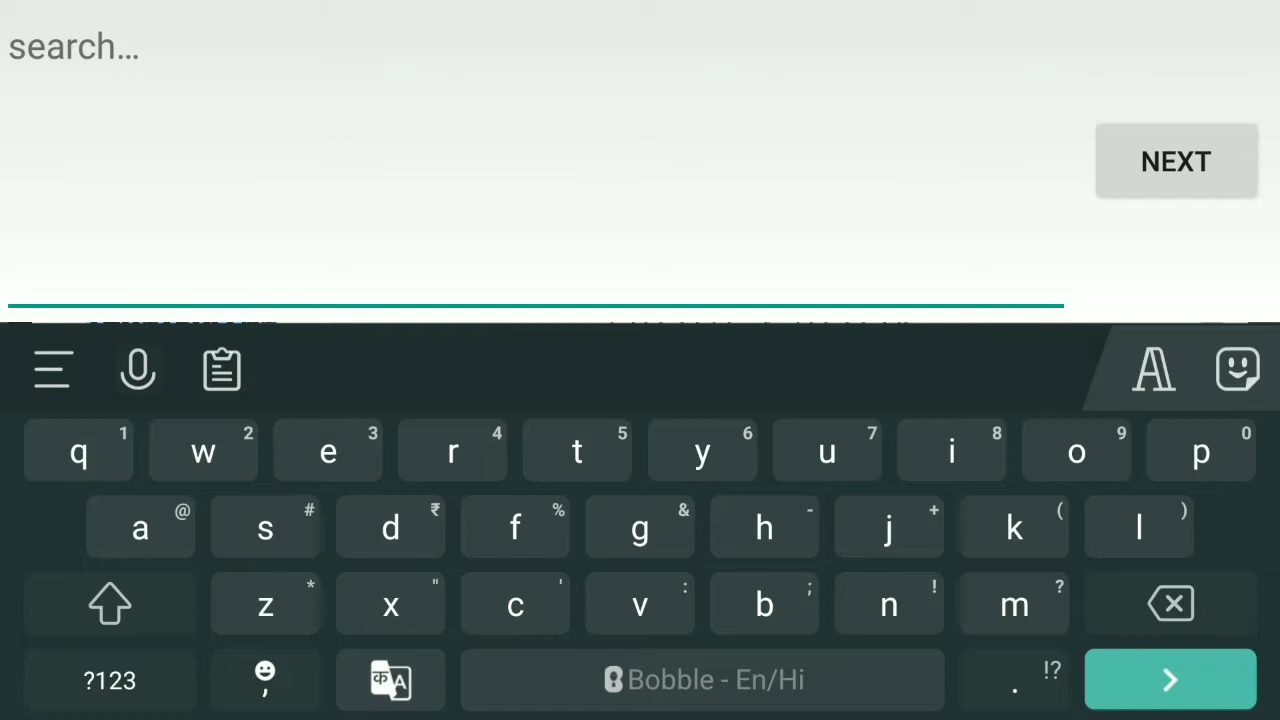 search...
NEXT
q 1 w 2 e 3 r 4 t 5 y 6 u 7 i 8 o 9 p 0
a @ s # d ₹ f % g & h - j + k ( l )
z * x " c ' v : b ; n ! m ?
?123 , क A Bobble - En/Hi . !?